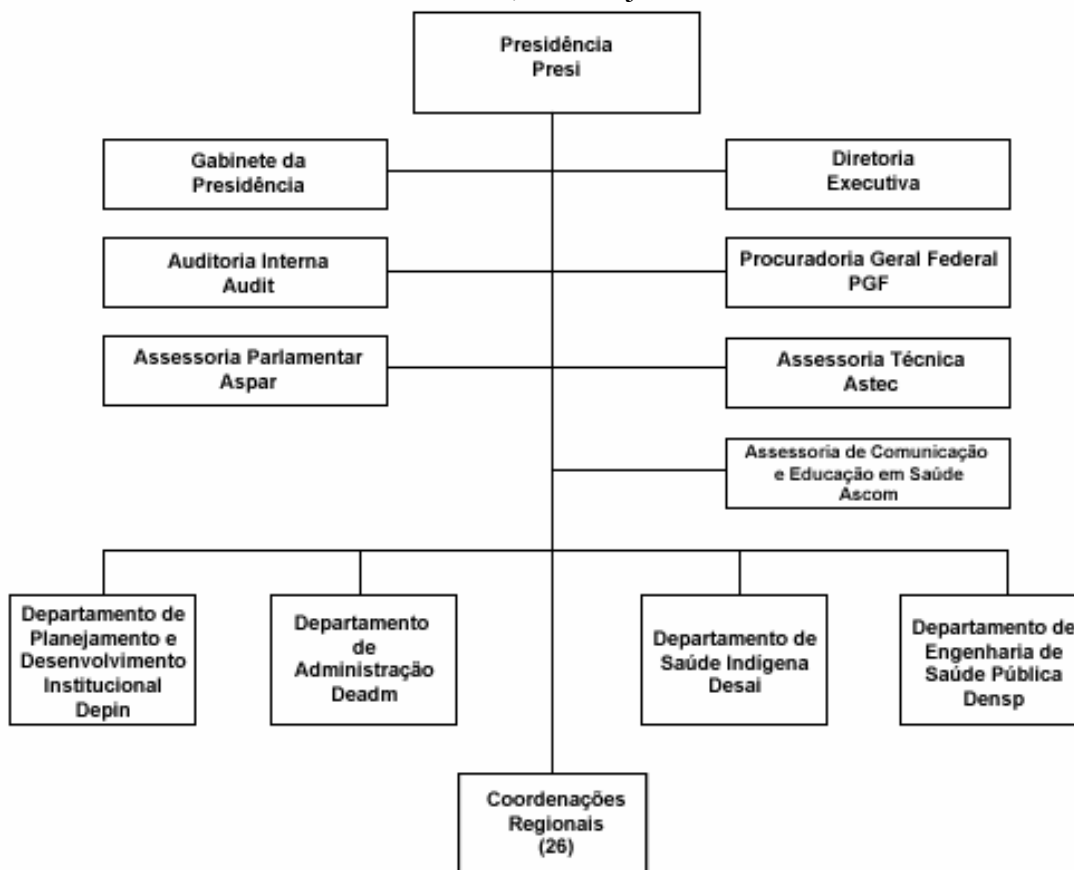 Presidência
Presi
Gabinete da
Presidência
Diretoria
Executiva
Auditoria Interna
Audit
Procuradoria Geral Federal
PGF
Assessoria Parlamentar
Aspar
Assessoria Técnica
Astec
Assessoria de Comunicação
e Educação em Saúde
Ascom
Departamento de
Planejamento e
Desenvolvimento
Institucional
Depin
Departamento
de
Administração
Deadm
Departamento de
Saúde Indígena
Desai
Departamento de
Engenharia de
Saúde Pública
Densp
Coordenações
Regionais
(26)